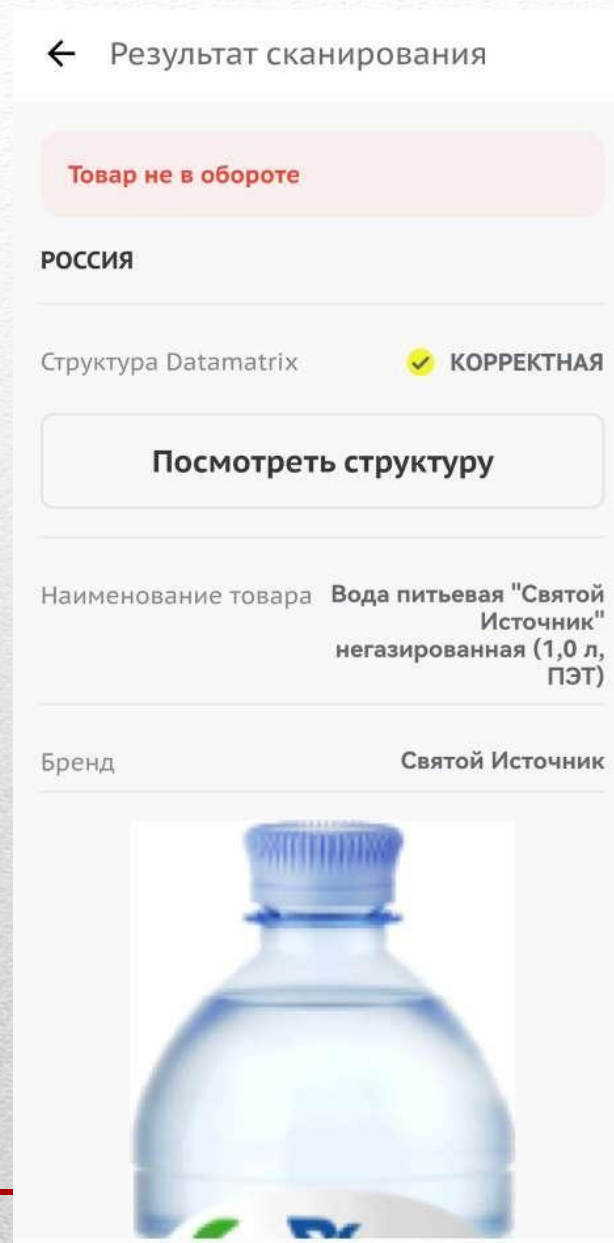 Результат сканирования
Товар не в обороте
РОССИЯ
Структура Datamatrix КОРРЕКТНАЯ
Посмотреть структуру
Наименование товара Вода питьевая "Святой
Источник"
негазированная (1,0 л,
ПЭТ)
Бренд Святой Источник